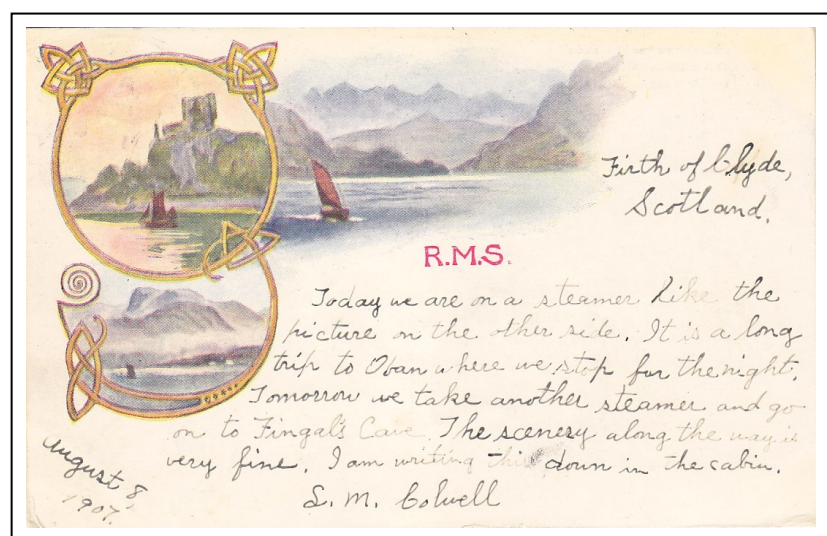 Firth of Clyde,
Scotland.
R.M.S.
Today we are on a steamer like the
picture on the other side. It is a long
trip to Oban where we stop for the night.
Tomorrow we take another steamer and go
on to Fingal's Cave. The scenery along the way is
very fine. I am writing this down in the cabin.
S. M. Colwell
August 8,
1907.